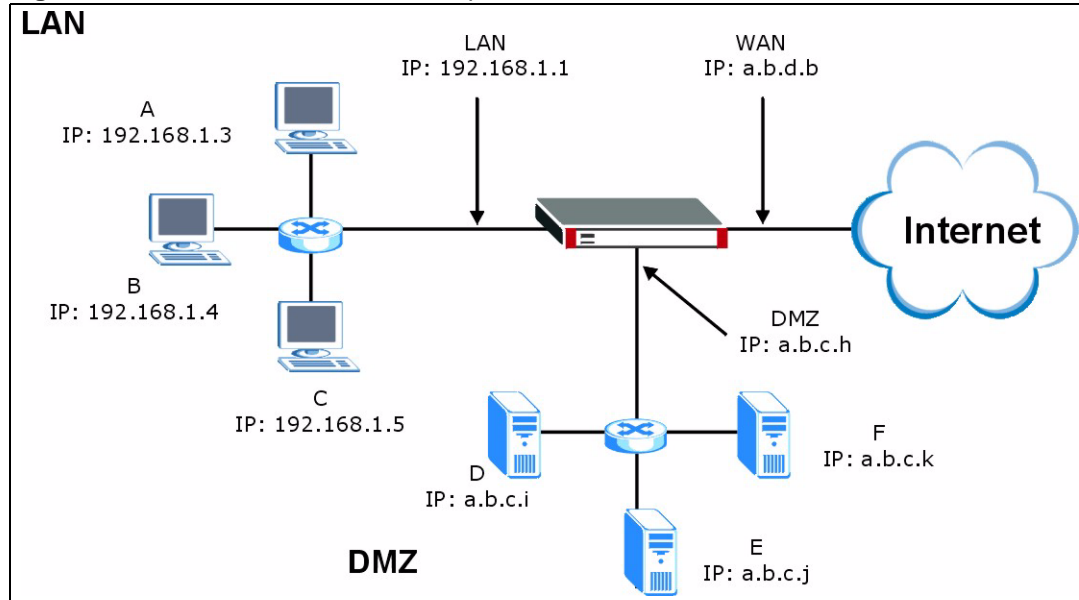 LAN
LAN
IP: 192.168.1.1
WAN
IP: a.b.d.b
A
IP: 192.168.1.3
B
IP: 192.168.1.4
C
IP: 192.168.1.5
Internet
DMZ
IP: a.b.c.h
D
IP: a.b.c.i
F
IP: a.b.c.k
E
IP: a.b.c.j
DMZ